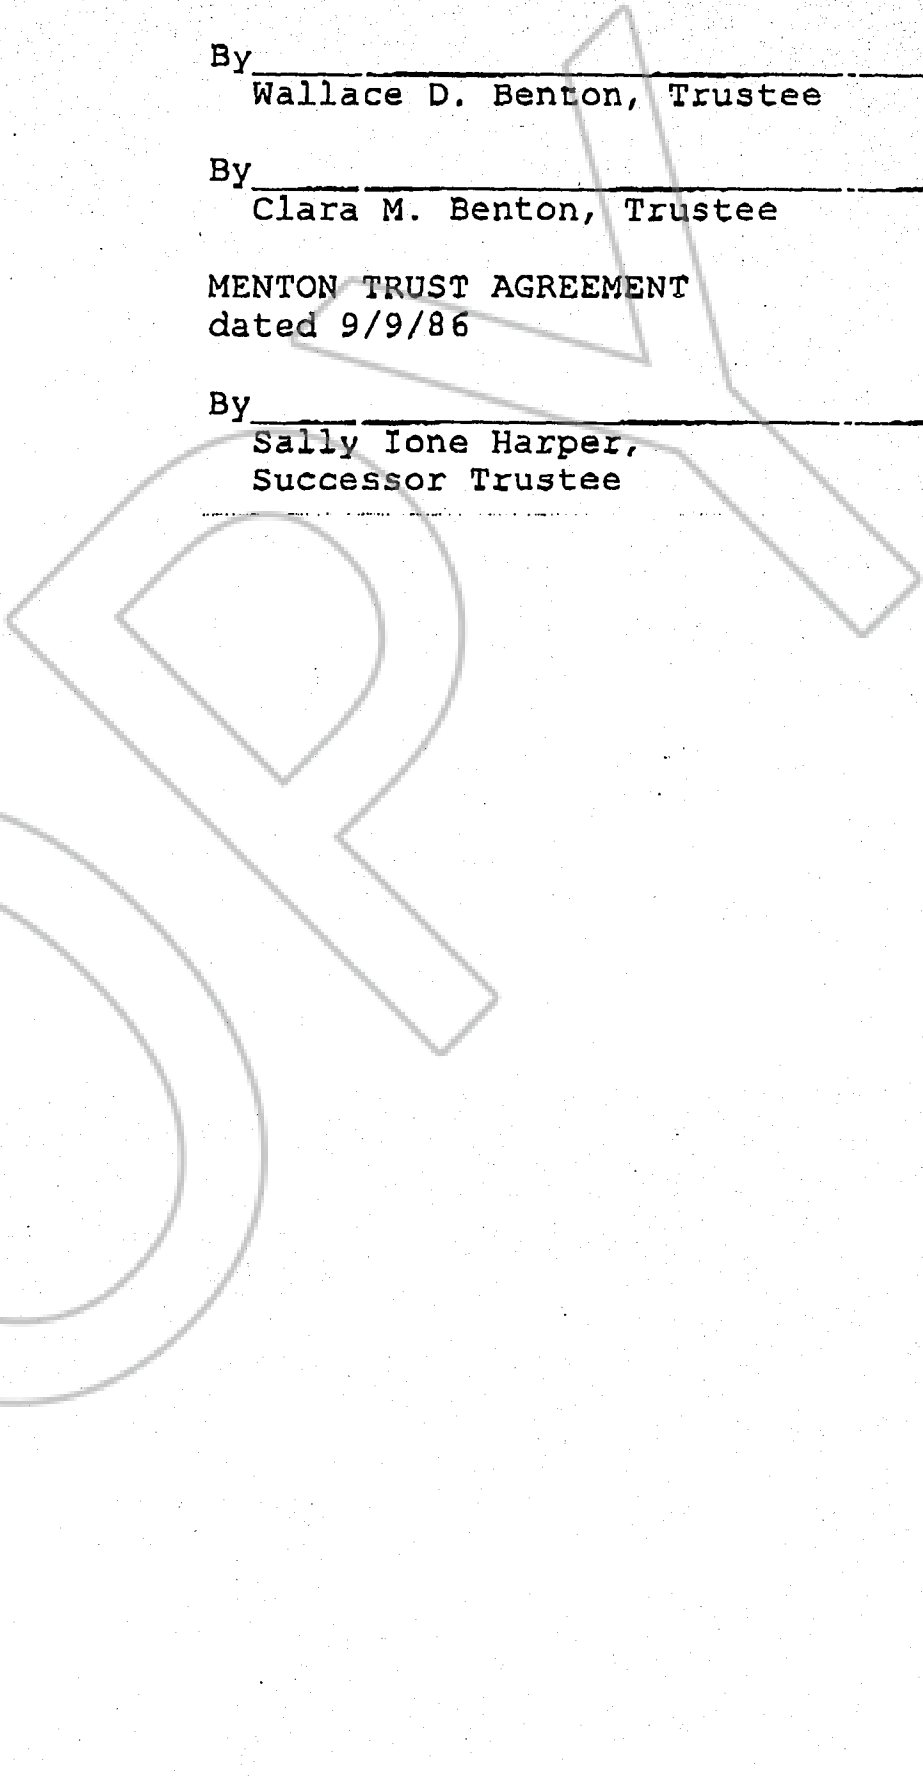 By
Wallace D. Benton, Trustee
By
Clara M. Benton, Trustee
MENTON TRUST AGREEMENT
dated 9/9/86
By
Sally Ione Harper,
Successor Trustee
OPY